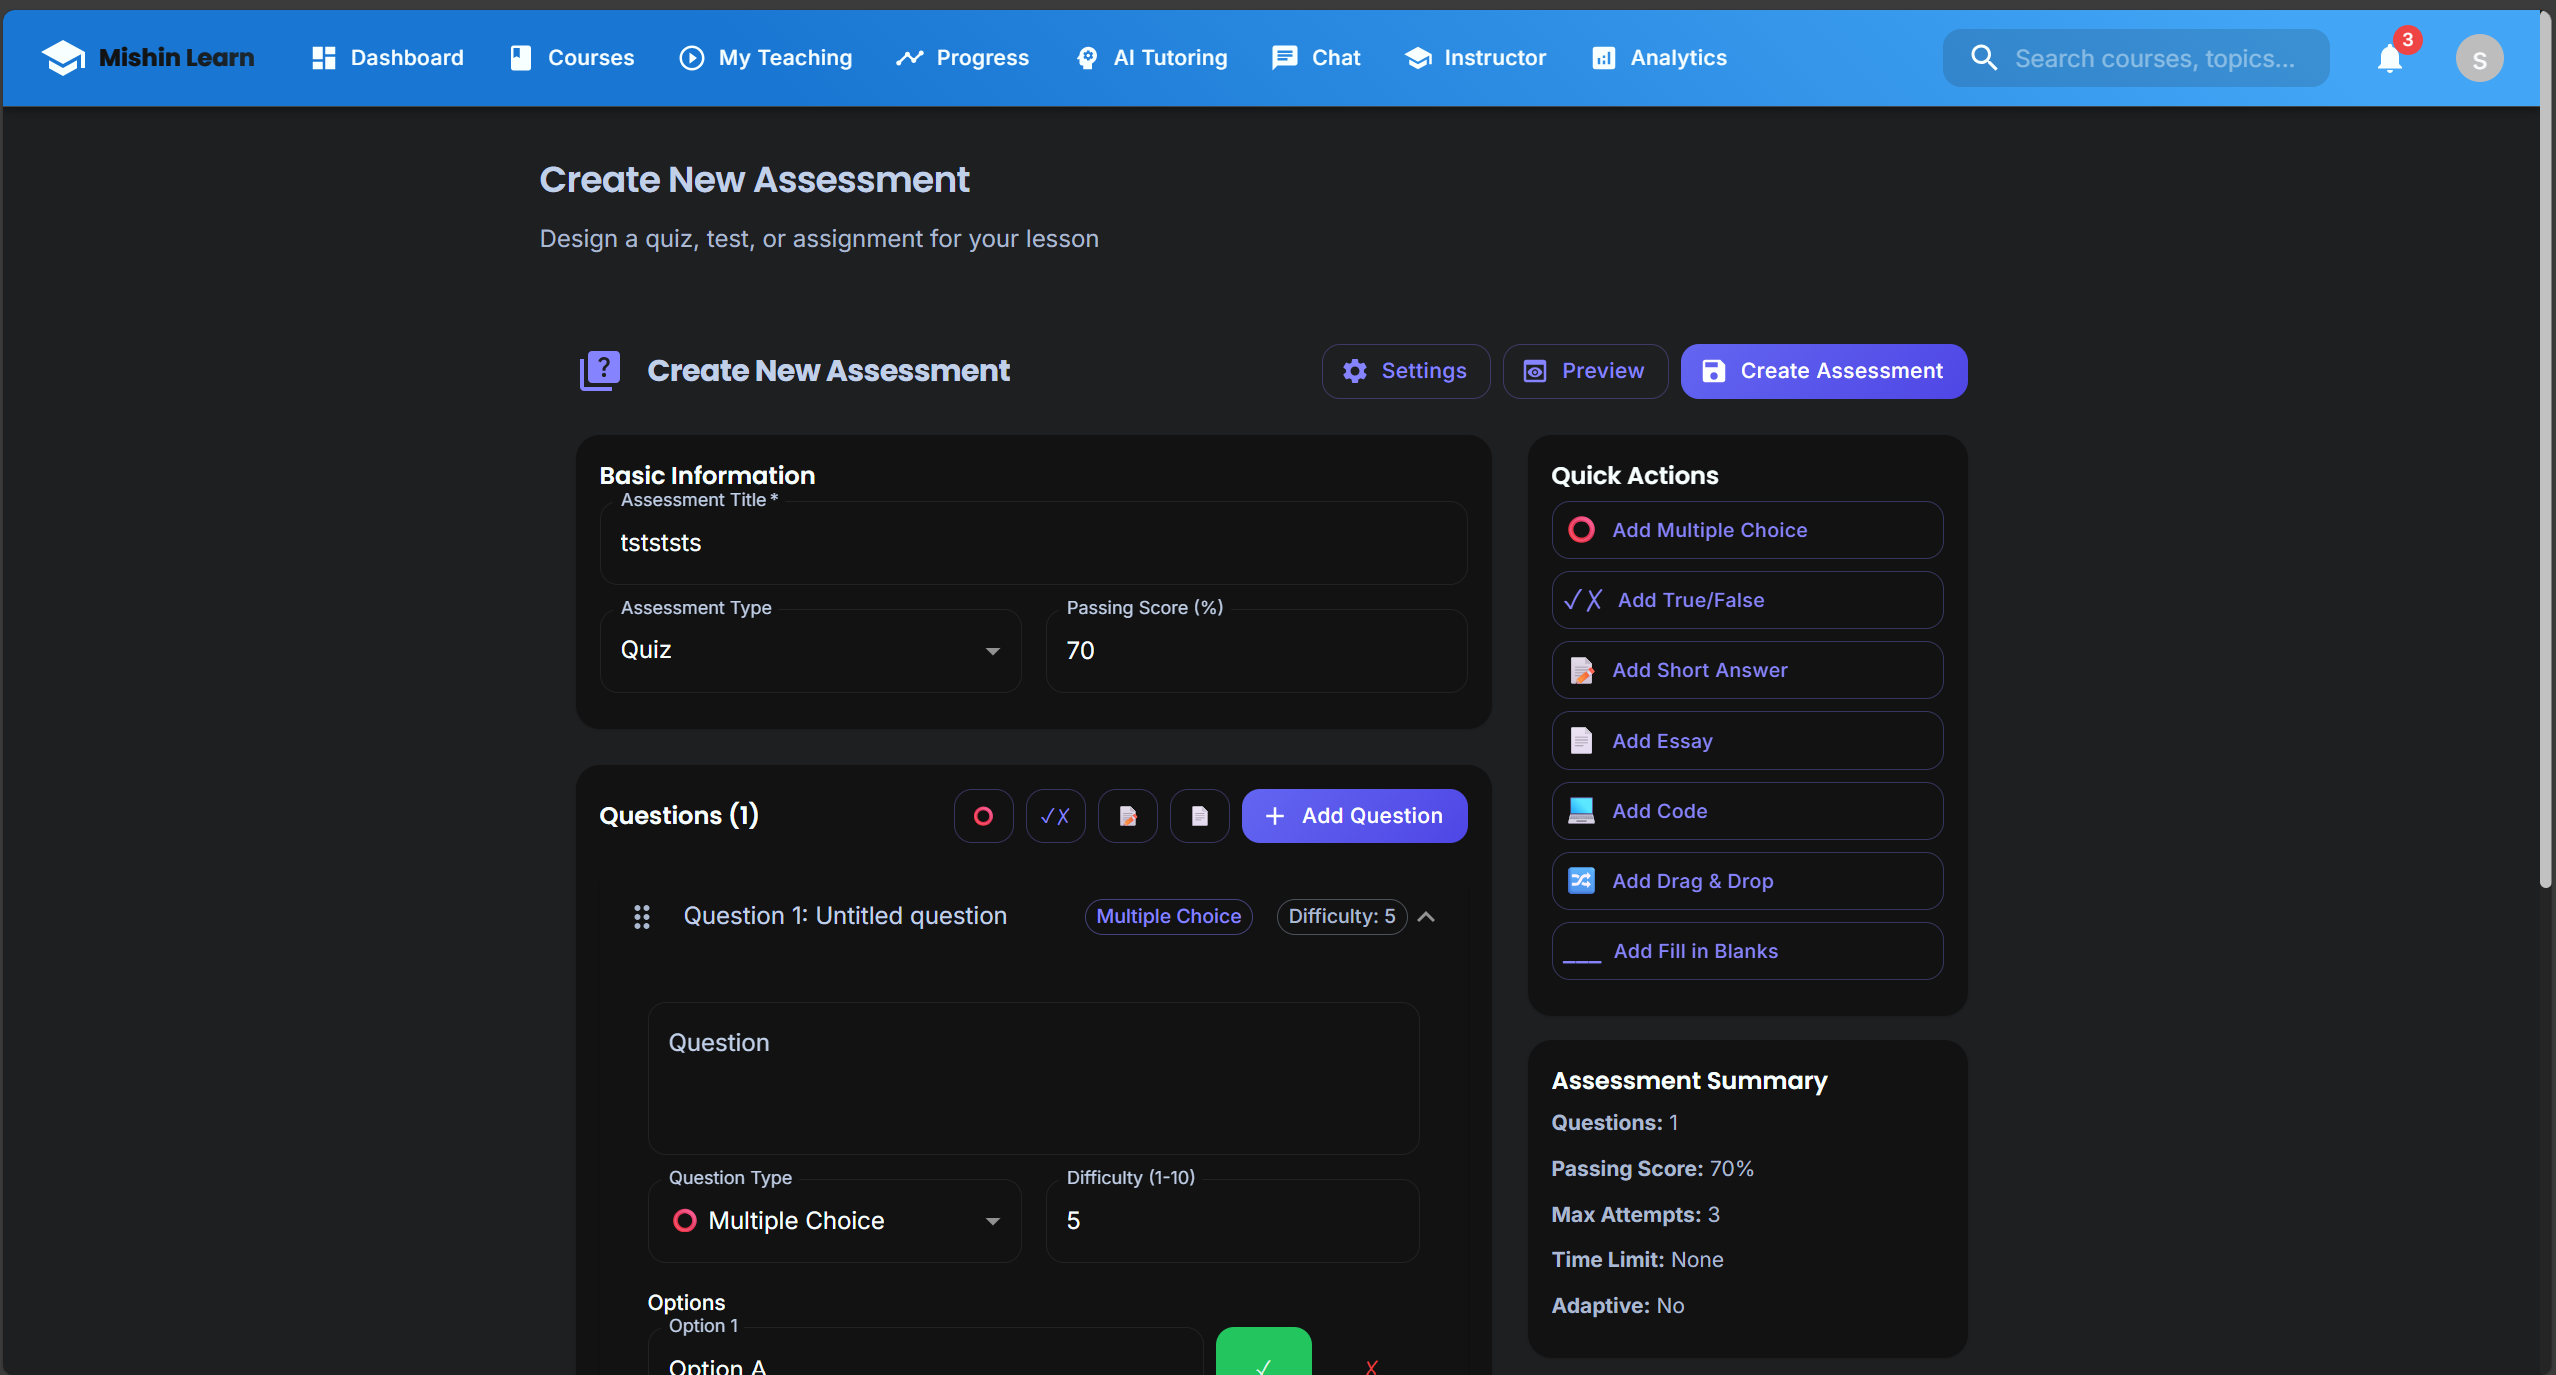 Mishin Learn Dashboard Courses My Teaching Progress AI Tutoring Chat Instructor Analytics Search courses, topics... 3 S
Create New Assessment
Design a quiz, test, or assignment for your lesson
Create New Assessment Settings Preview Create Assessment
Basic Information
Assessment Title *
tstststs
Assessment Type Passing Score (%)
Quiz 70
Questions (1) ✓✗ Add Question
Question 1: Untitled question Multiple Choice Difficulty: 5
Question
Question Type Difficulty (1-10)
Multiple Choice 5
Options
Option 1
Option A ✓ ✗
Quick Actions
Add Multiple Choice
✓✗ Add True/False
Add Short Answer
Add Essay
Add Code
Add Drag & Drop
___ Add Fill in Blanks
Assessment Summary
Questions: 1
Passing Score: 70%
Max Attempts: 3
Time Limit: None
Adaptive: No